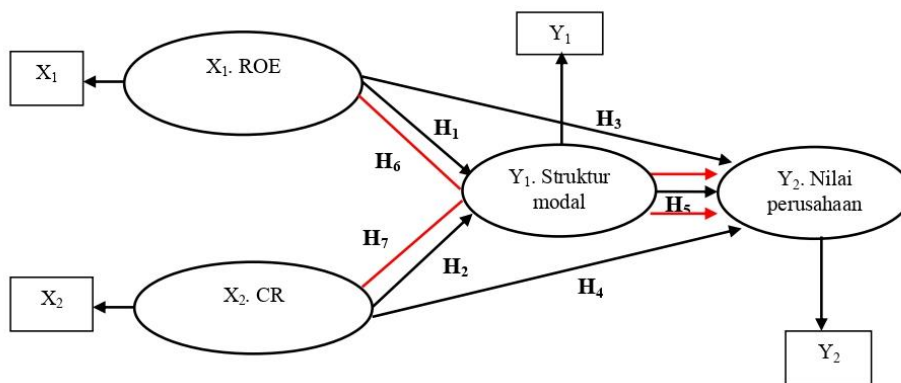 Y₁
X₁
X₁. ROE
H₁
H₃
H₆
Y₁. Struktur
modal
Y₂. Nilai
perusahaan
H₅
H₇
H₂
X₂
X₂. CR
H₄
Y₂